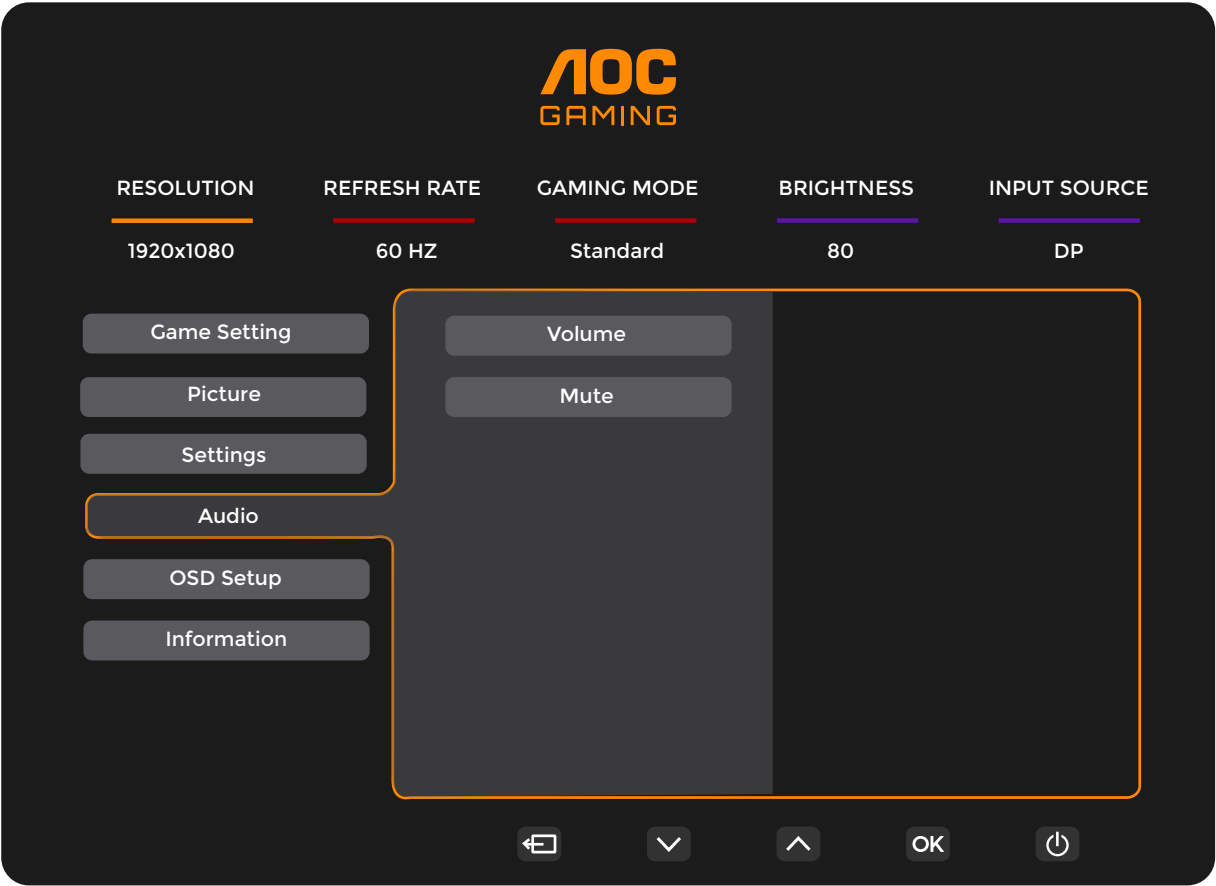 AOC
GAMING
RESOLUTION REFRESH RATE GAMING MODE BRIGHTNESS INPUT SOURCE
1920x1080 60 HZ Standard 80 DP
Game Setting Volume
Picture Mute
Settings
Audio
OSD Setup
Information
OK